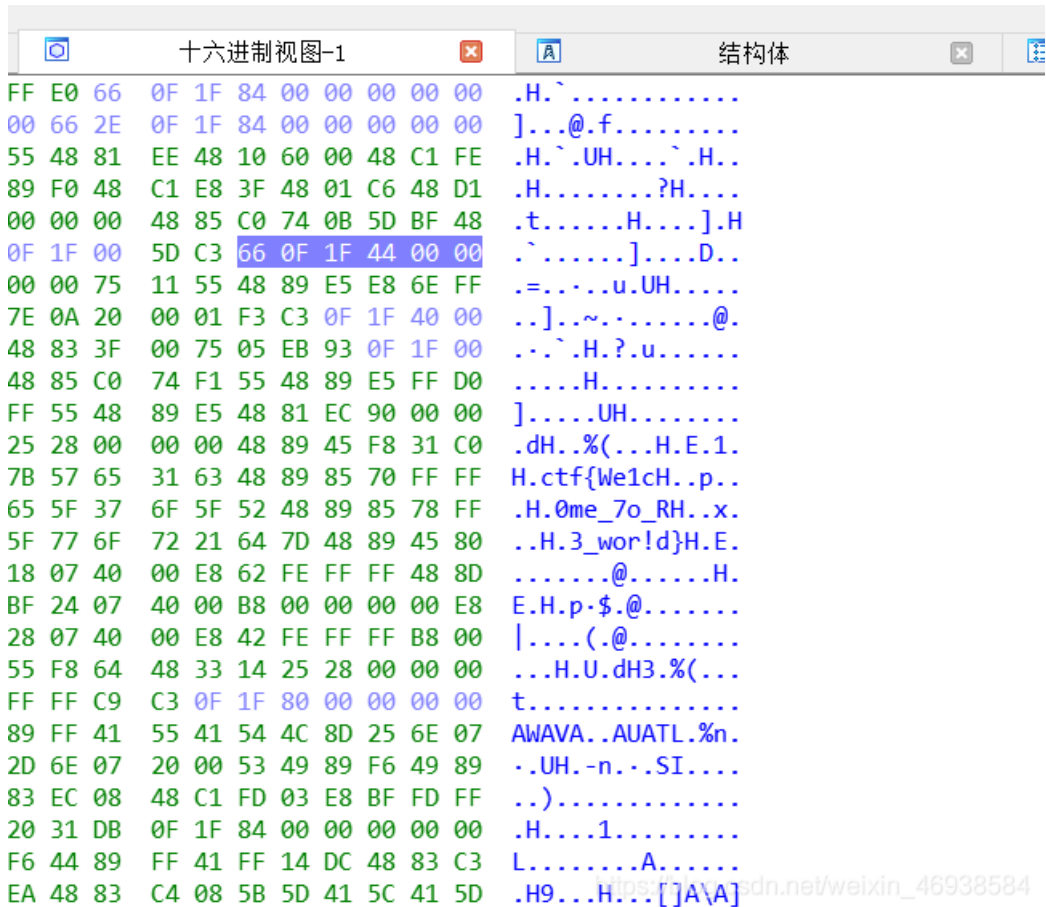 十六进制视图-1 结构体
FF E0 66 0F 1F 84 00 00 00 00 00 .H.`.............
00 66 2E 0F 1F 84 00 00 00 00 00 ]...@.f.........
55 48 81 EE 48 10 60 00 48 C1 FE .H.`.UH....`.H..
89 F0 48 C1 E8 3F 48 01 C6 48 D1 .H........?H....
00 00 00 48 85 C0 74 0B 5D BF 48 .t......H....].H
0F 1F 00 5D C3 66 0F 1F 44 00 00 .`......]....D..
00 00 75 11 55 48 89 E5 E8 6E FF .=..·..u.UH.....
7E 0A 20 00 01 F3 C3 0F 1F 40 00 ..]..~.·......@.
48 83 3F 00 75 05 EB 93 0F 1F 00 .·.`.H.?.u......
48 85 C0 74 F1 55 48 89 E5 FF D0 .....H..........
FF 55 48 89 E5 48 81 EC 90 00 00 ].....UH........
25 28 00 00 00 48 89 45 F8 31 C0 .dH..%(...H.E.1.
7B 57 65 31 63 48 89 85 70 FF FF H.ctf{We1cH..p..
65 5F 37 6F 5F 52 48 89 85 78 FF .H.0me_7o_RH..x.
5F 77 6F 72 21 64 7D 48 89 45 80 ..H.3_wor!d}H.E.
18 07 40 00 E8 62 FE FF FF 48 8D .......@......H.
BF 24 07 40 00 B8 00 00 00 00 E8 E.H.p·$.@.......
28 07 40 00 E8 42 FE FF FF B8 00 |....(.@.........
55 F8 64 48 33 14 25 28 00 00 00 ...H.U.dH3.%(...
FF FF C9 C3 0F 1F 80 00 00 00 00 t...............
89 FF 41 55 41 54 4C 8D 25 6E 07 AWAVA..AUATL.%n.
2D 6E 07 20 00 53 49 89 F6 49 89 ·.UH.-n.·.SI....
83 EC 08 48 C1 FD 03 E8 BF FD FF ..).............
20 31 DB 0F 1F 84 00 00 00 00 00 .H....1.........
F6 44 89 FF 41 FF 14 DC 48 83 C3 L........A......
EA 48 83 C4 08 5B 5D 41 5C 41 5D .H9...H...[]A\A]
https://blog.csdn.net/weixin_46938584